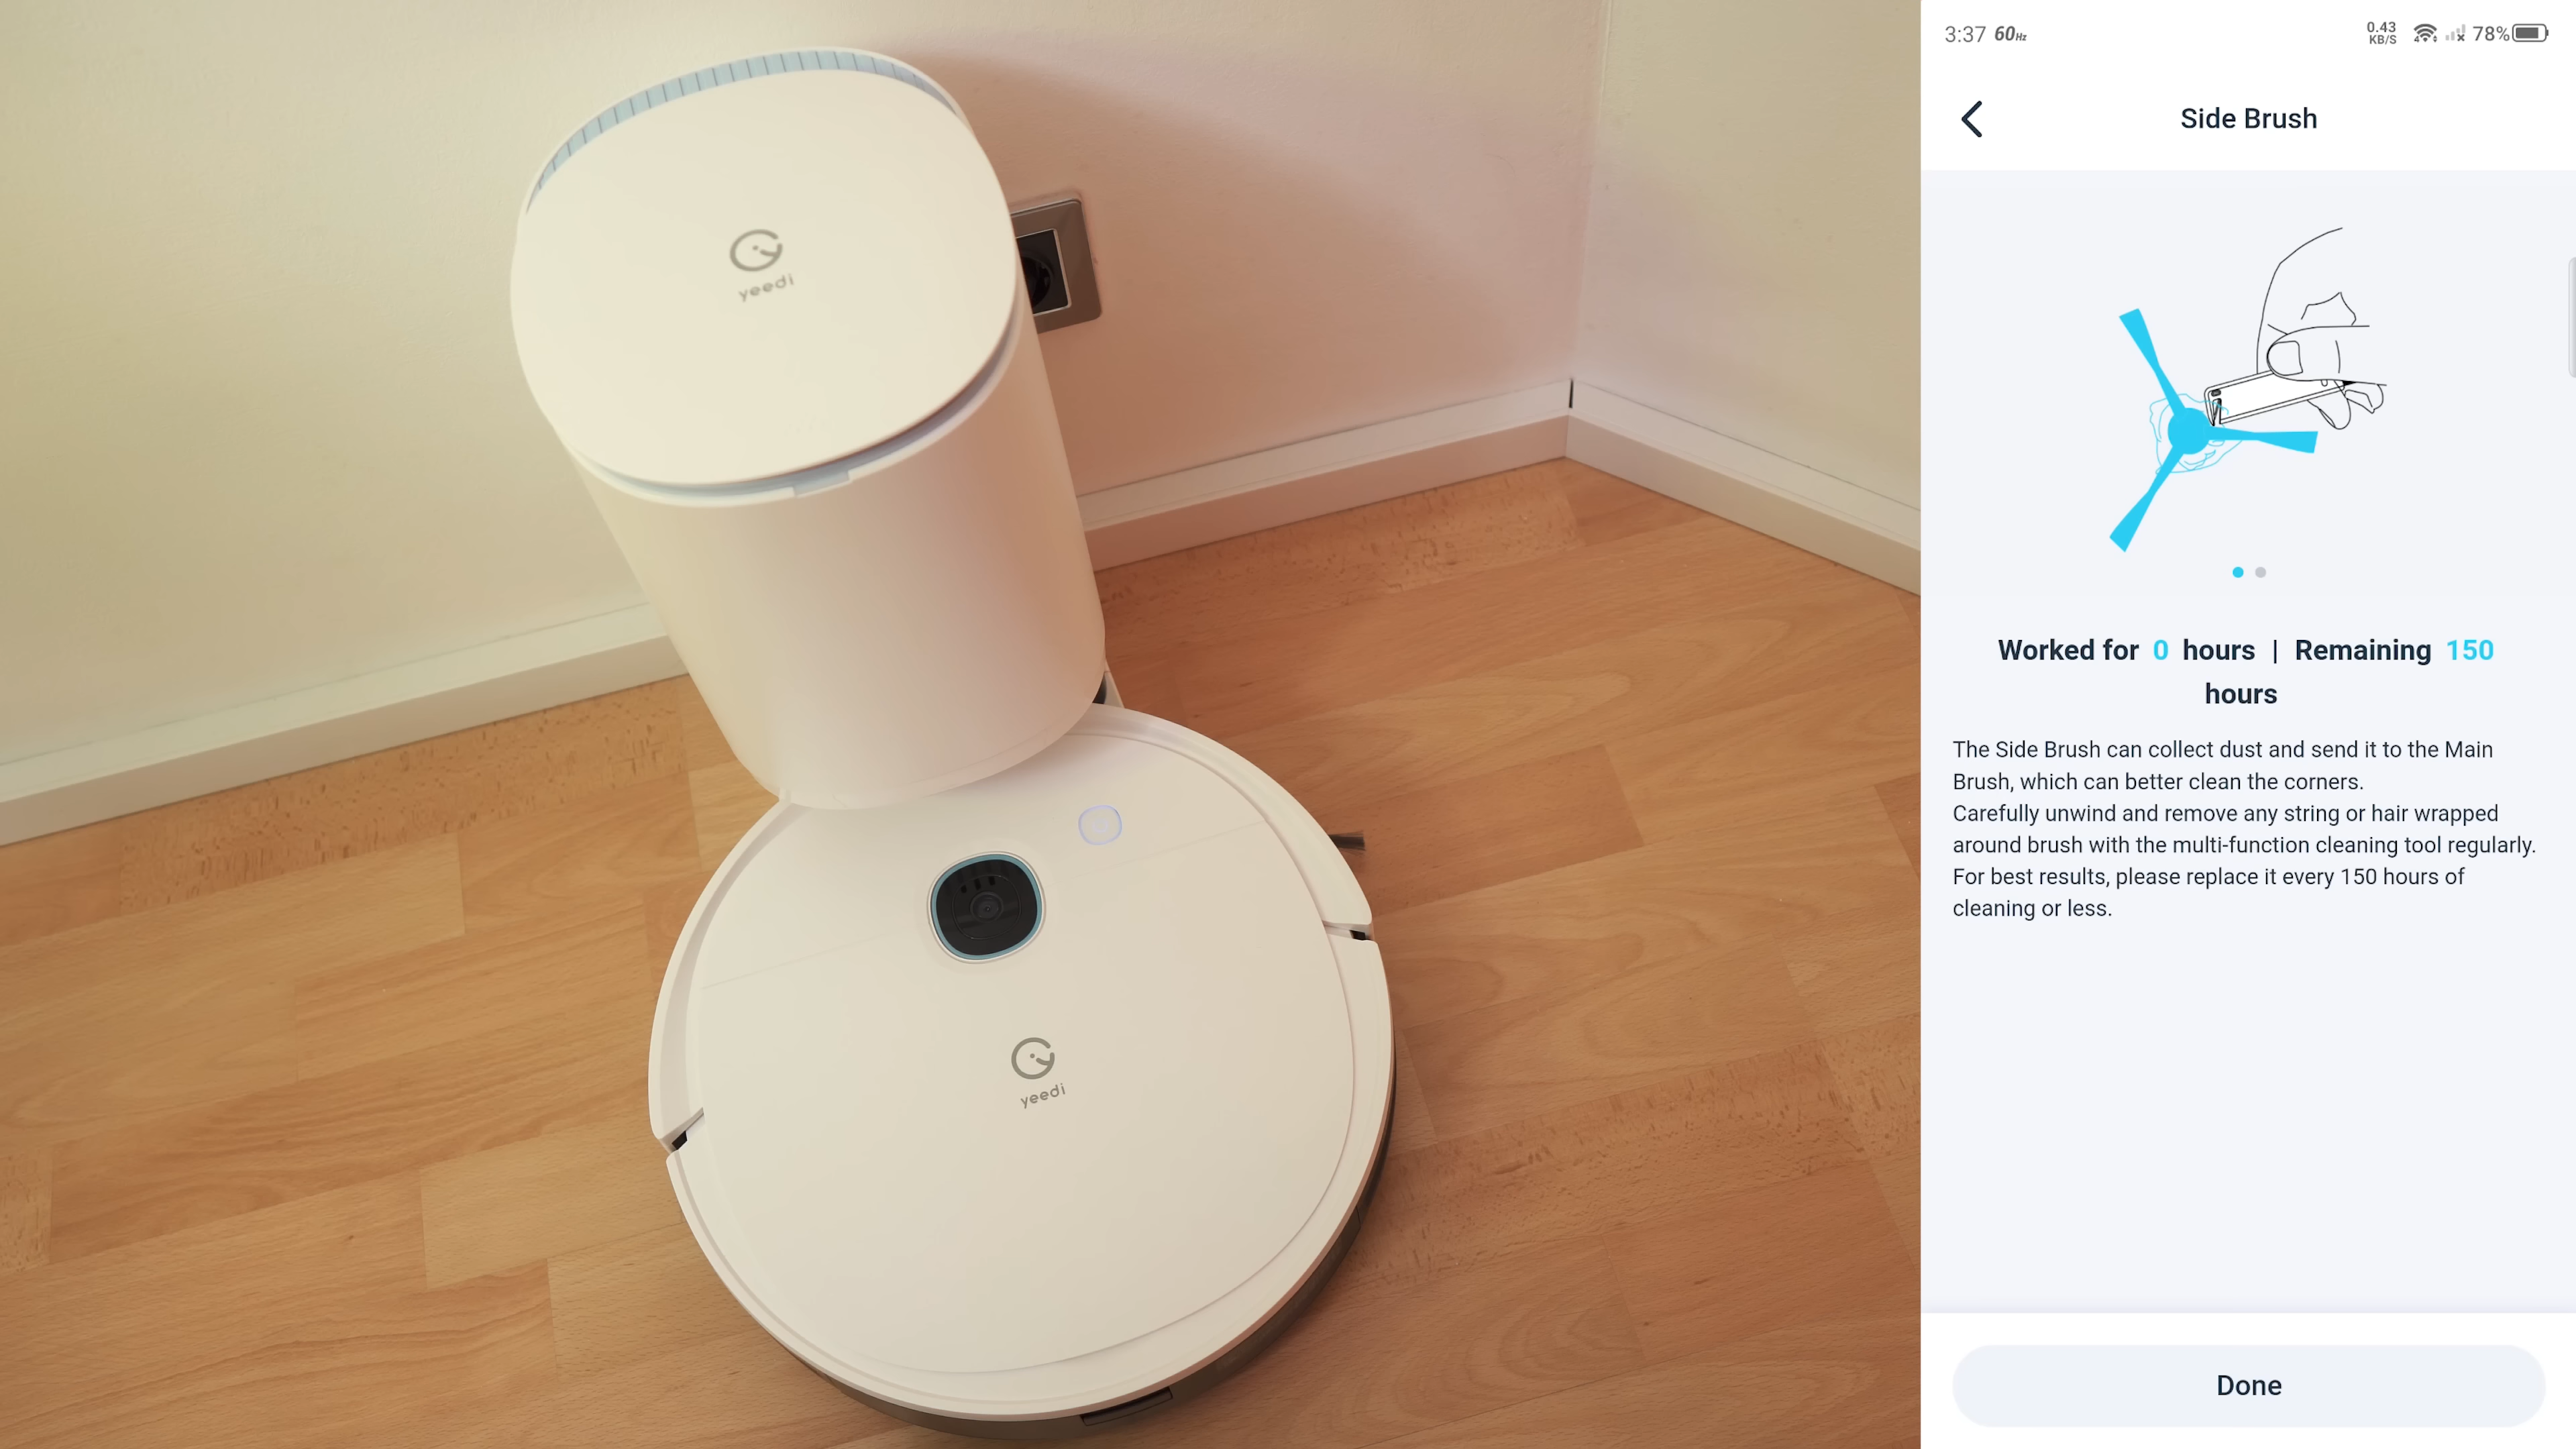 yeedi
yeedi
3:37 60Hz
0.43
KB/S
78%
Side Brush
Worked for 0 hours | Remaining 150
hours
The Side Brush can collect dust and send it to the Main
Brush, which can better clean the corners.
Carefully unwind and remove any string or hair wrapped
around brush with the multi-function cleaning tool regularly.
For best results, please replace it every 150 hours of
cleaning or less.
Done